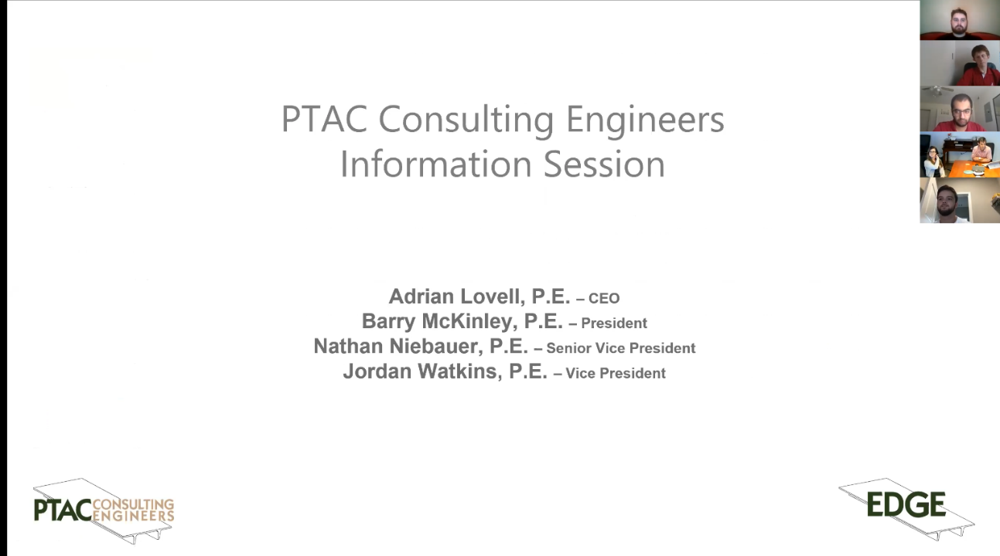 PTAC Consulting Engineers
Information Session
Adrian Lovell, P.E. – CEO
Barry McKinley, P.E. – President
Nathan Niebauer, P.E. – Senior Vice President
Jordan Watkins, P.E. – Vice President
PTAC CONSULTING
ENGINEERS
EDGE